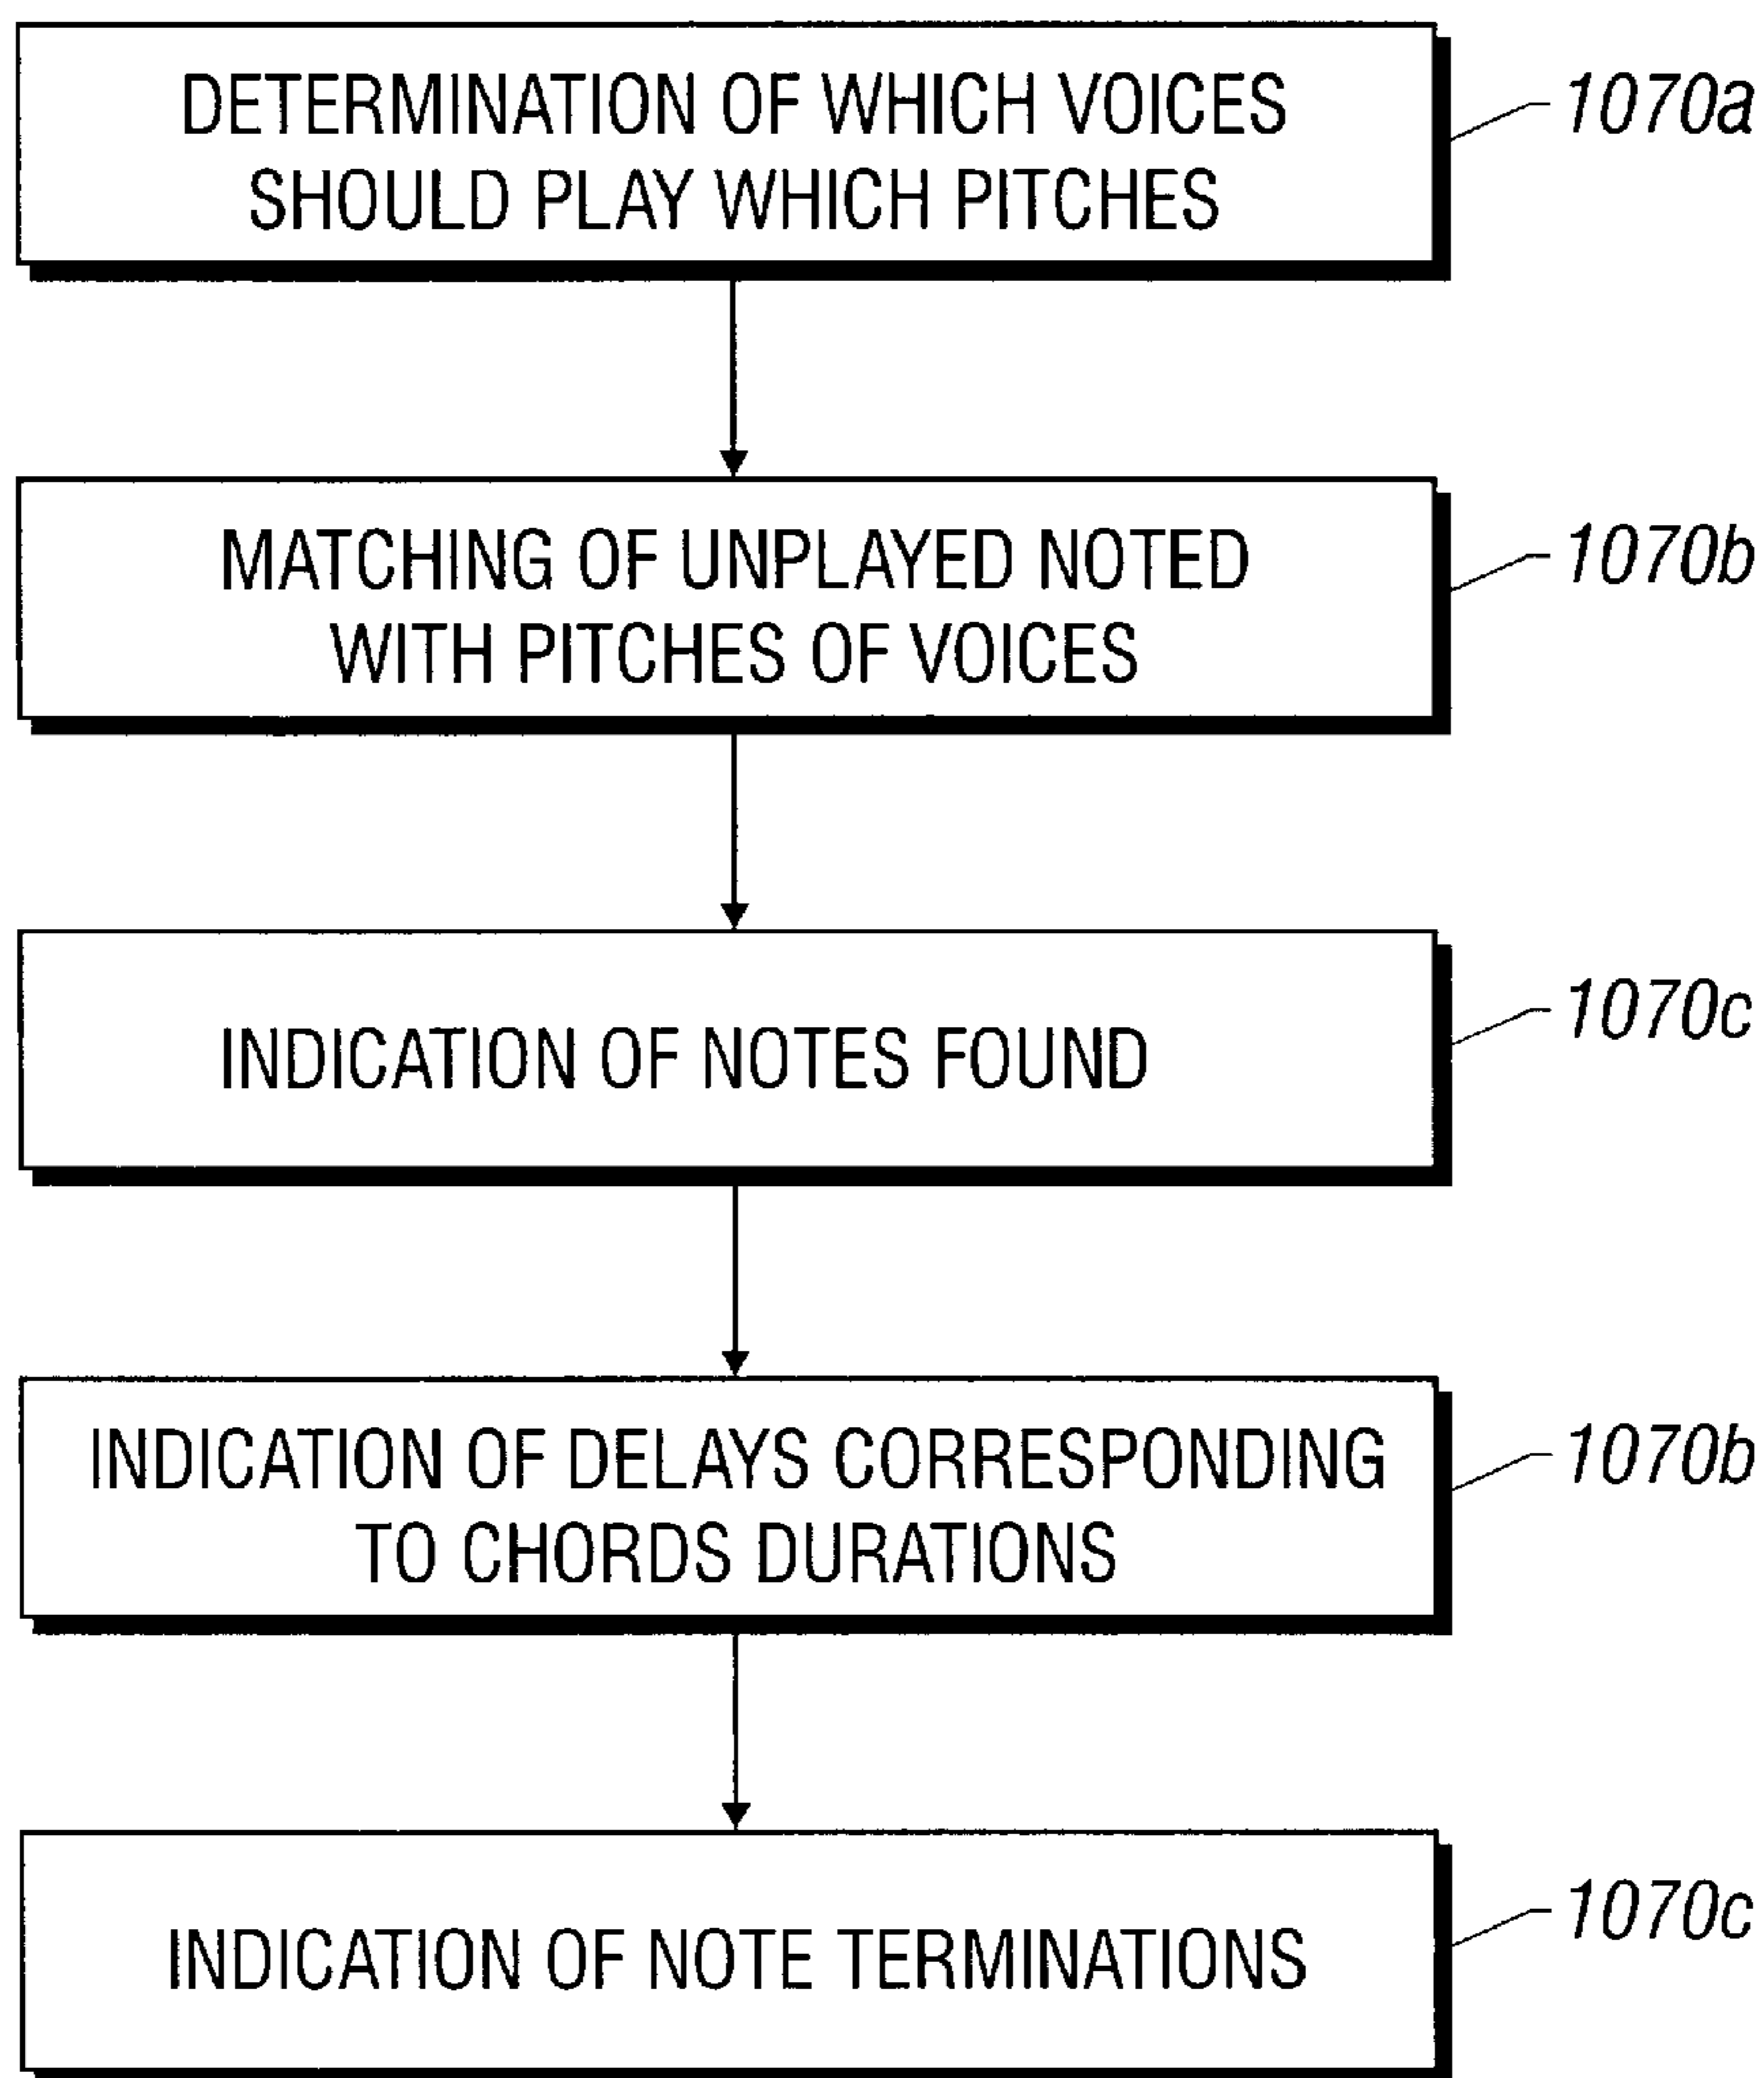 DETERMINATION OF WHICH VOICES
SHOULD PLAY WHICH PITCHES
1070a
MATCHING OF UNPLAYED NOTED
WITH PITCHES OF VOICES
1070b
INDICATION OF NOTES FOUND
1070c
INDICATION OF DELAYS CORRESPONDING
TO CHORDS DURATIONS
1070b
INDICATION OF NOTE TERMINATIONS
1070c